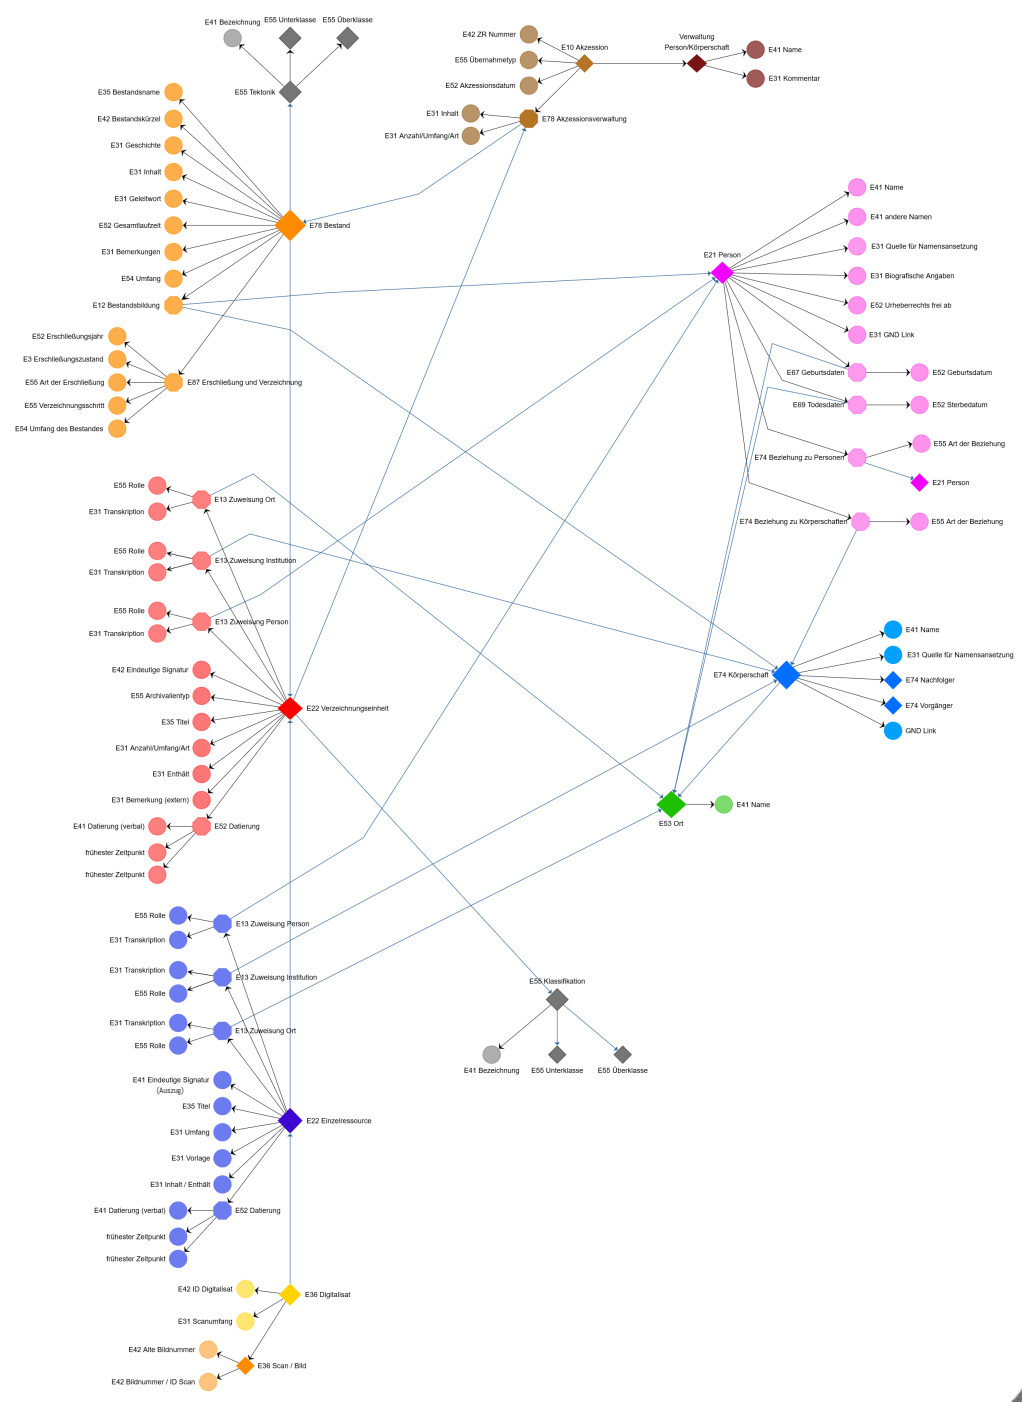 E41 Bezeichnung
E55 Unterklasse
E55 Überklasse
E55 Tektonik
E42 ZR Nummer
E55 Übernahmetyp
E52 Akzessionsdatum
E10 Akzession
Verwaltung
Person/Körperschaft
E41 Name
E31 Kommentar
E31 Inhalt
E31 Anzahl/Umfang/Art
E78 Akzessionsverwaltung
E35 Bestandsname
E42 Bestandskürzel
E31 Geschichte
E31 Inhalt
E31 Geleitwort
E52 Gesamtlaufzeit
E31 Bemerkungen
E54 Umfang
E12 Bestandsbildung
E78 Bestand
E52 Erschließungsjahr
E3 Erschließungszustand
E55 Art der Erschließung
E55 Verzeichnungsschritt
E54 Umfang des Bestandes
E87 Erschließung und Verzeichnung
E21 Person
E41 Name
E41 andere Namen
E31 Quelle für Namensansetzung
E31 Biografische Angaben
E52 Urheberrechts frei ab
E31 GND Link
E67 Geburtsdaten
E52 Geburtsdatum
E69 Todesdaten
E52 Sterbedatum
E74 Beziehung zu Personen
E55 Art der Beziehung
E21 Person
E74 Beziehung zu Körperschaften
E55 Art der Beziehung
E55 Rolle
E31 Transkription
E13 Zuweisung Ort
E55 Rolle
E31 Transkription
E13 Zuweisung Institution
E55 Rolle
E31 Transkription
E13 Zuweisung Person
E42 Eindeutige Signatur
E55 Archivalientyp
E35 Titel
E31 Anzahl/Umfang/Art
E31 Enthält
E31 Bemerkung (extern)
E22 Verzeichnungseinheit
E41 Datierung (verbal)
frühester Zeitpunkt
frühester Zeitpunkt
E52 Datierung
E74 Körperschaft
E41 Name
E31 Quelle für Namensansetzung
E74 Nachfolger
E74 Vorgänger
GND Link
E53 Ort
E41 Name
E55 Rolle
E31 Transkription
E13 Zuweisung Person
E31 Transkription
E55 Rolle
E13 Zuweisung Institution
E31 Transkription
E55 Rolle
E13 Zuweisung Ort
E55 Klassifikation
E41 Bezeichnung
E55 Unterklasse
E55 Überklasse
E41 Eindeutige Signatur
(Auszug)
E35 Titel
E31 Umfang
E31 Vorlage
E31 Inhalt / Enthält
E22 Einzelressource
E41 Datierung (verbal)
frühester Zeitpunkt
frühester Zeitpunkt
E52 Datierung
E42 ID Digitalisat
E31 Scanumfang
E36 Digitalisat
E42 Alte Bildnummer
E42 Bildnummer / ID Scan
E36 Scan / Bild